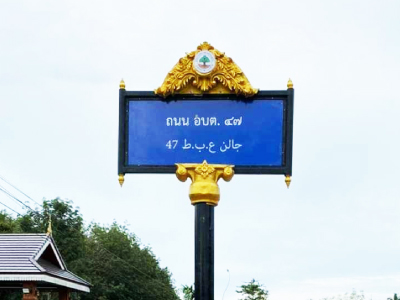 ถนน อบต. ๔๗
جالن ع.ب.ط 47